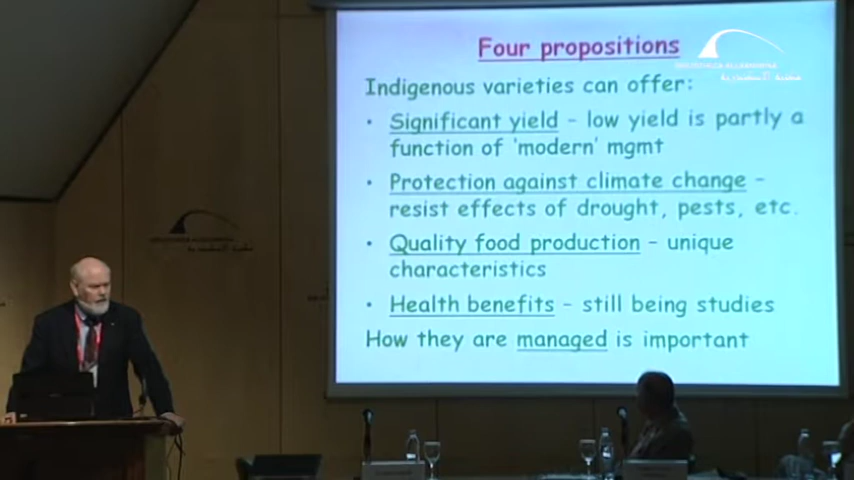 Four propositions
Indigenous varieties can offer:
• Significant yield - low yield is partly a
function of 'modern' mgmt
• Protection against climate change -
resist effects of drought, pests, etc.
• Quality food production - unique
characteristics
• Health benefits - still being studies
How they are managed is important